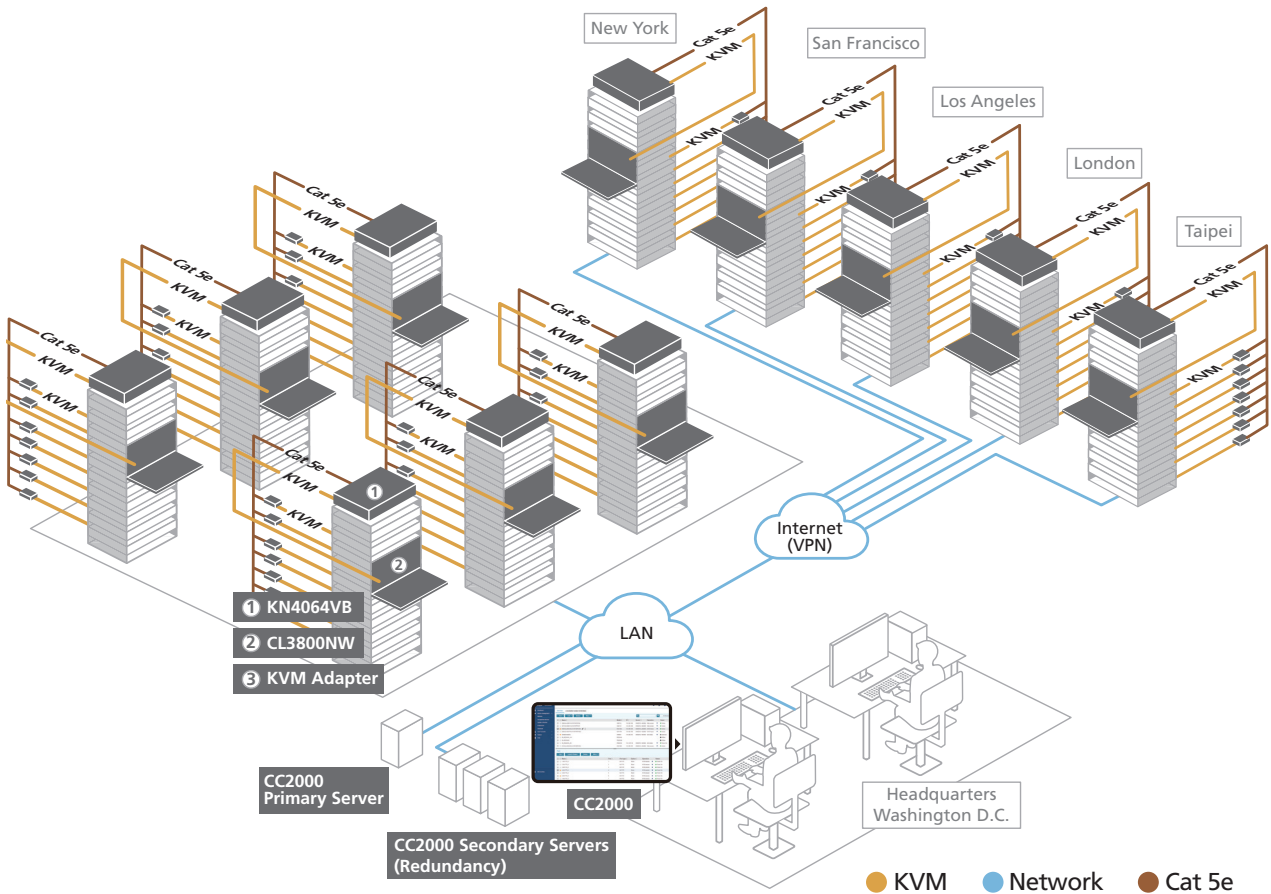 New York
San Francisco
Los Angeles
London
Taipei
Cat 5e
KVM
KVM
Cat 5e
KVM
KVM
Cat 5e
KVM
KVM
Cat 5e
KVM
KVM
Cat 5e
KVM
KVM
Cat 5e
KVM
KVM
Cat 5e
KVM
KVM
Cat 5e
KVM
KVM
Cat 5e
KVM
KVM
Cat 5e
KVM
KVM
Cat 5e
KVM
KVM
1
2
1 KN4064VB
2 CL3800NW
3 KVM Adapter
Internet
(VPN)
LAN
CC2000
Primary Server
CC2000 Secondary Servers
(Redundancy)
CC2000
Headquarters
Washington D.C.
KVM
Network
Cat 5e